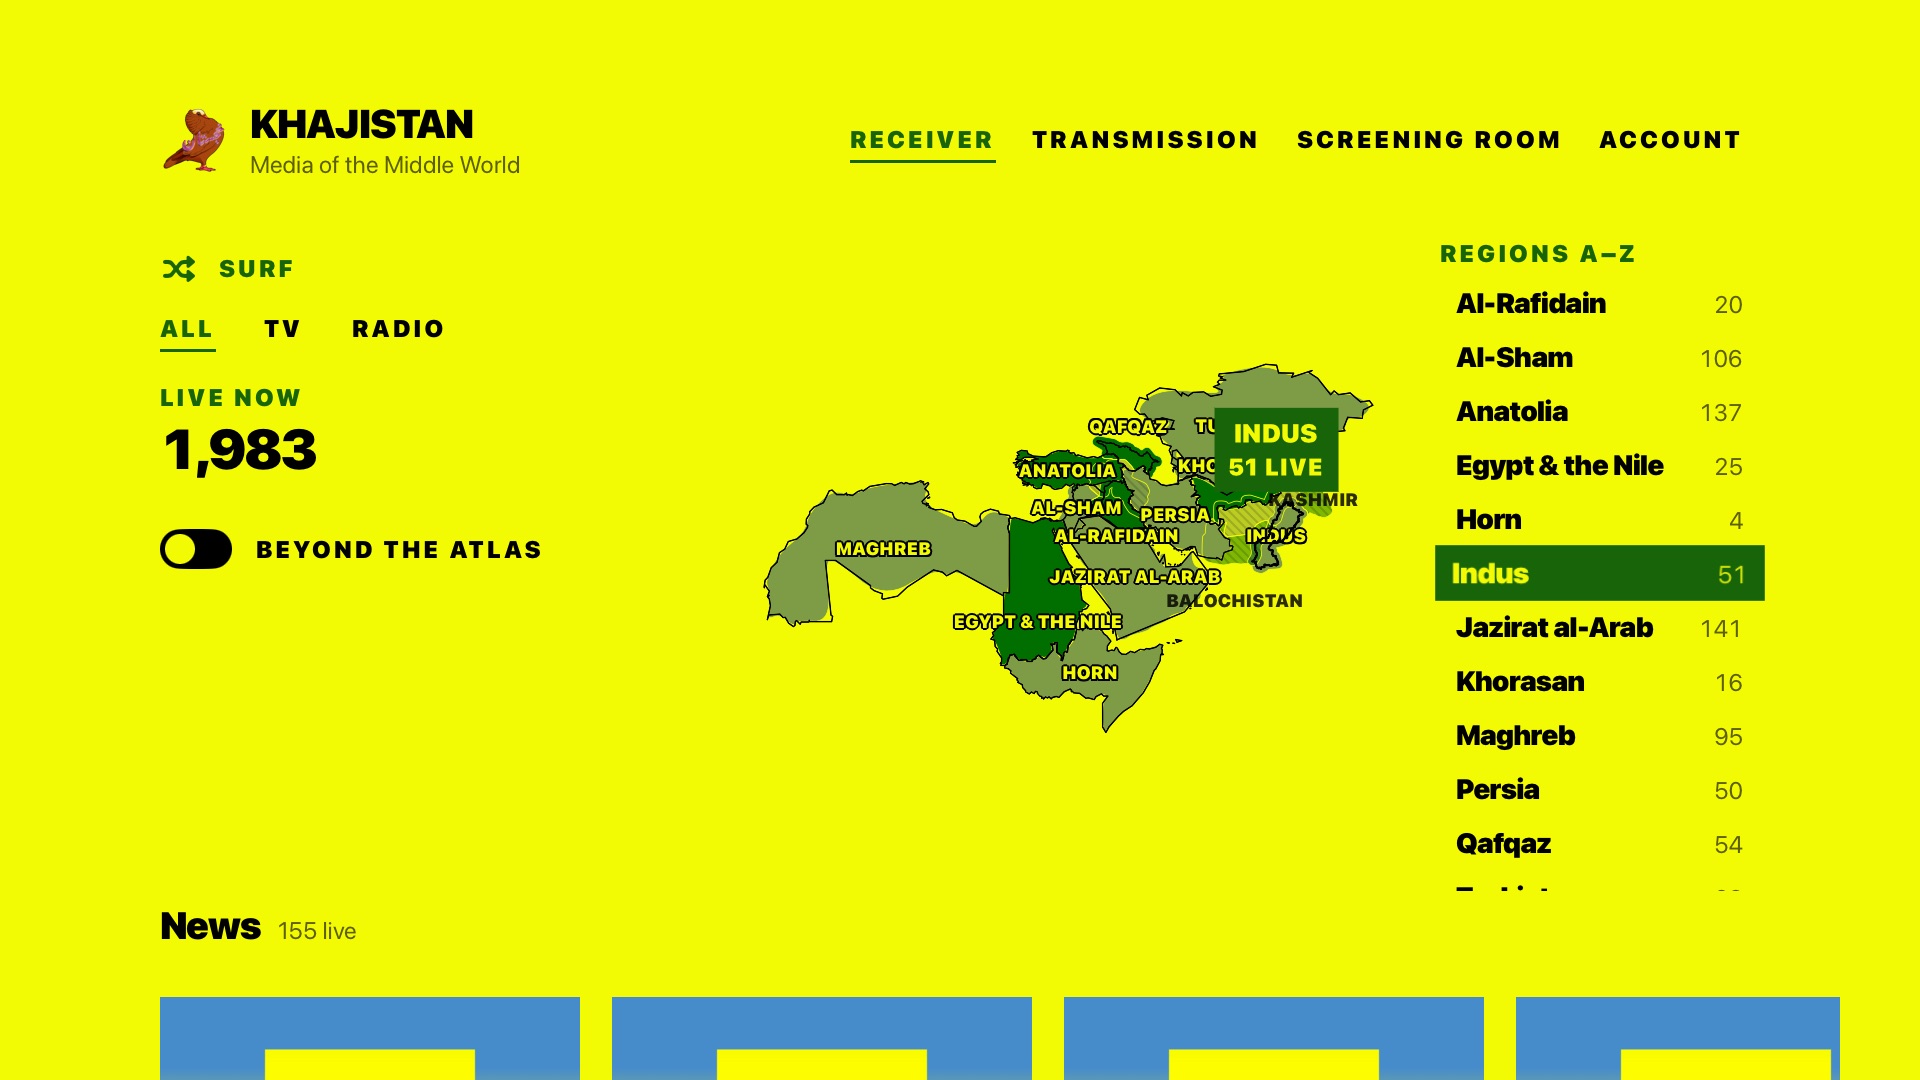 KHAJISTAN
Media of the Middle World
RECEIVER
TRANSMISSION
SCREENING ROOM
ACCOUNT
SURF
ALL
TV
RADIO
LIVE NOW
1,983
BEYOND THE ATLAS
QAFQAZ
INDUS
51 LIVE
ANATOLIA
KASHMIR
AL-SHAM
PERSIA
AL-RAFIDAIN
INDUS
MAGHREB
JAZIRAT AL-ARAB
BALOCHISTAN
EGYPT & THE NILE
HORN
REGIONS A–Z
Al-Rafidain 20
Al-Sham 106
Anatolia 137
Egypt & the Nile 25
Horn 4
Indus 51
Jazirat al-Arab 141
Khorasan 16
Maghreb 95
Persia 50
Qafqaz 54
News 155 live